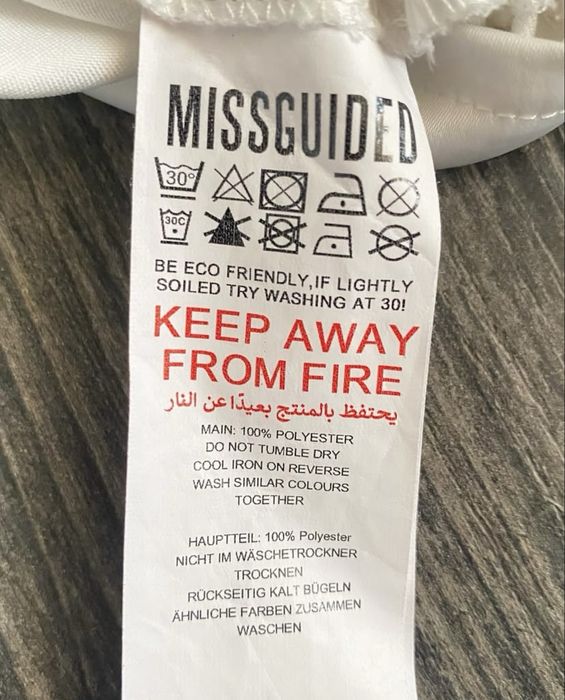 MISSGUIDED
30°
30C
BE ECO FRIENDLY,IF LIGHTLY
SOILED TRY WASHING AT 30!
KEEP AWAY
FROM FIRE
يحتفظ بالمنتج بعيدًا عن النار
MAIN: 100% POLYESTER
DO NOT TUMBLE DRY
COOL IRON ON REVERSE
WASH SIMILAR COLOURS
TOGETHER
HAUPTTEIL: 100% Polyester
NICHT IM WÄSCHETROCKNER
TROCKNEN
RÜCKSEITIG KALT BÜGELN
ÄHNLICHE FARBEN ZUSAMMEN
WASCHEN